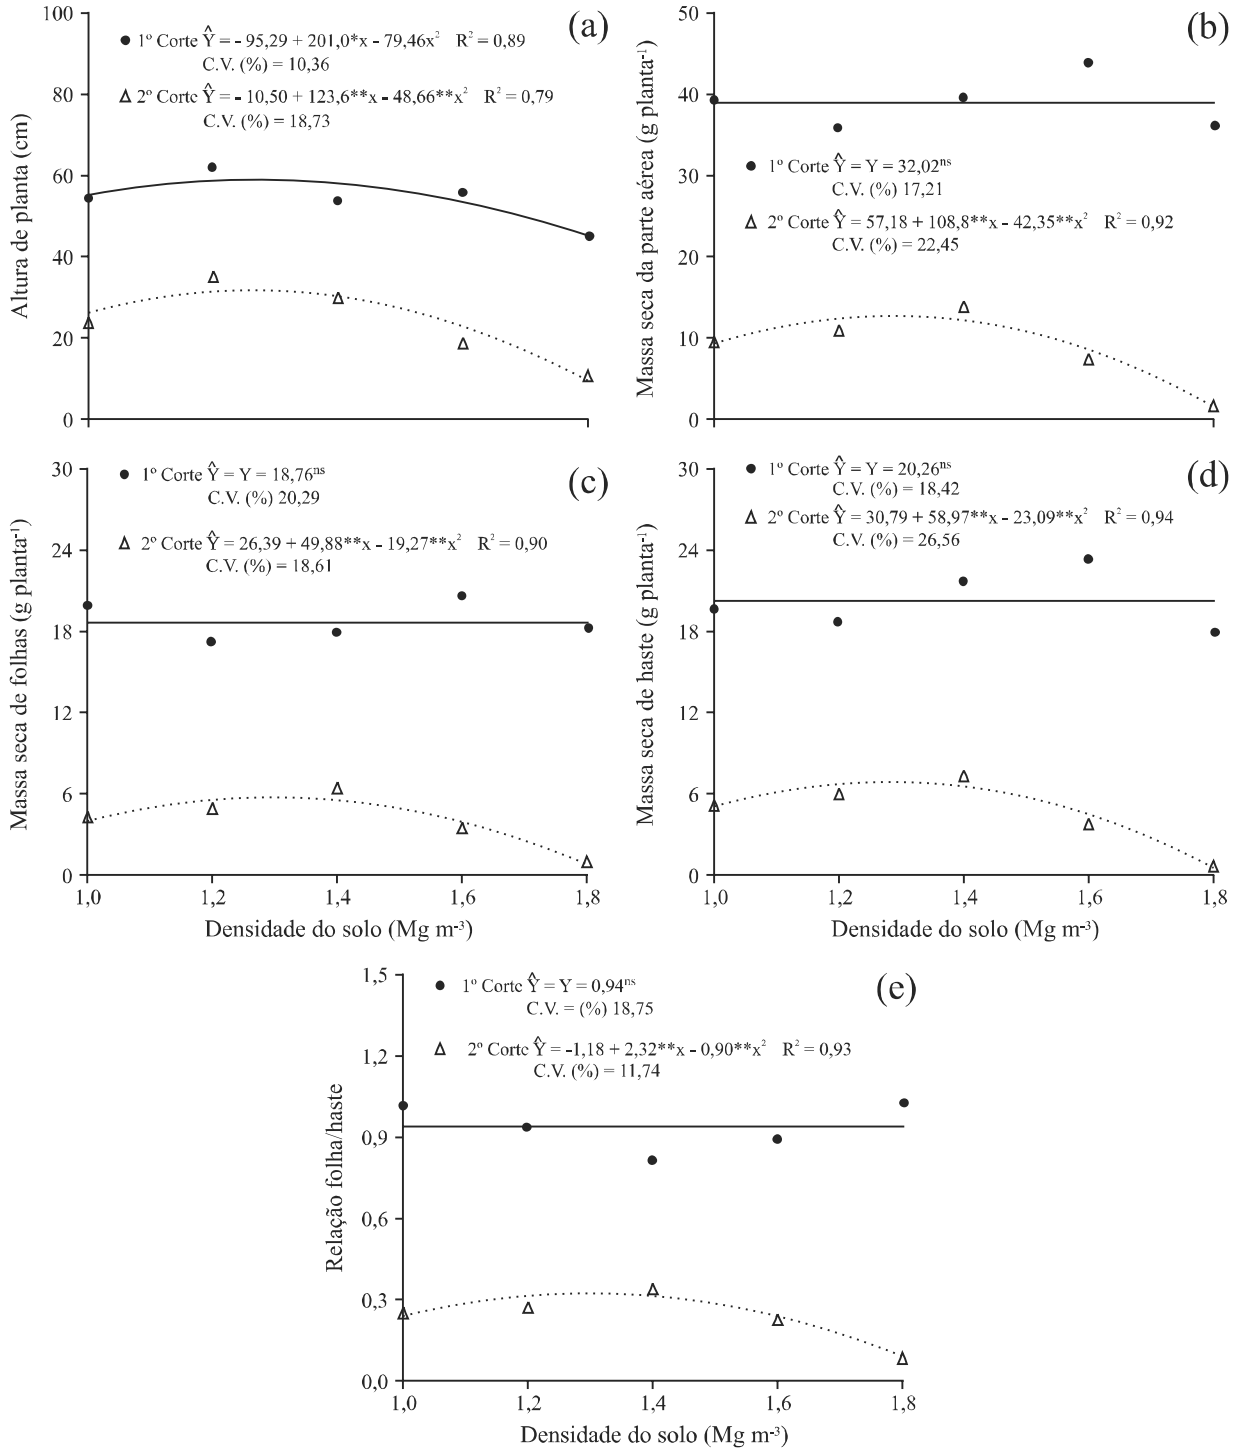 (a)
● 1º Corte Ŷ = - 95,29 + 201,0*x - 79,46x² R² = 0,89
C.V. (%) = 10,36
△ 2º Corte Ŷ = - 10,50 + 123,6**x - 48,66**x² R² = 0,79
C.V. (%) = 18,73
Altura de planta (cm)
100
80
60
40
20
0
(b)
● 1º Corte Ŷ = Y = 32,02ⁿˢ
C.V. (%) 17,21
△ 2º Corte Ŷ = 57,18 + 108,8**x - 42,35**x² R² = 0,92
C.V. (%) = 22,45
Massa seca da parte aérea (g planta⁻¹)
50
40
30
20
10
0
(c)
● 1º Corte Ŷ = Y = 18,76ⁿˢ
C.V. (%) 20,29
△ 2º Corte Ŷ = 26,39 + 49,88**x - 19,27**x² R² = 0,90
C.V. (%) = 18,61
Massa seca de folhas (g planta⁻¹)
30
24
18
12
6
0
1,0 1,2 1,4 1,6 1,8
Densidade do solo (Mg m⁻³)
(d)
● 1º Corte Ŷ = Y = 20,26ⁿˢ
C.V. (%) = 18,42
△ 2º Corte Ŷ = 30,79 + 58,97**x - 23,09**x² R² = 0,94
C.V. (%) = 26,56
Massa seca de haste (g planta⁻¹)
30
24
18
12
6
0
1,0 1,2 1,4 1,6 1,8
Densidade do solo (Mg m⁻³)
(e)
● 1º Corte Ŷ = Y = 0,94ⁿˢ
C.V. = (%) 18,75
△ 2º Corte Ŷ = -1,18 + 2,32**x - 0,90**x² R² = 0,93
C.V. (%) = 11,74
Relação folha/haste
1,5
1,2
0,9
0,6
0,3
0,0
1,0 1,2 1,4 1,6 1,8
Densidade do solo (Mg m⁻³)